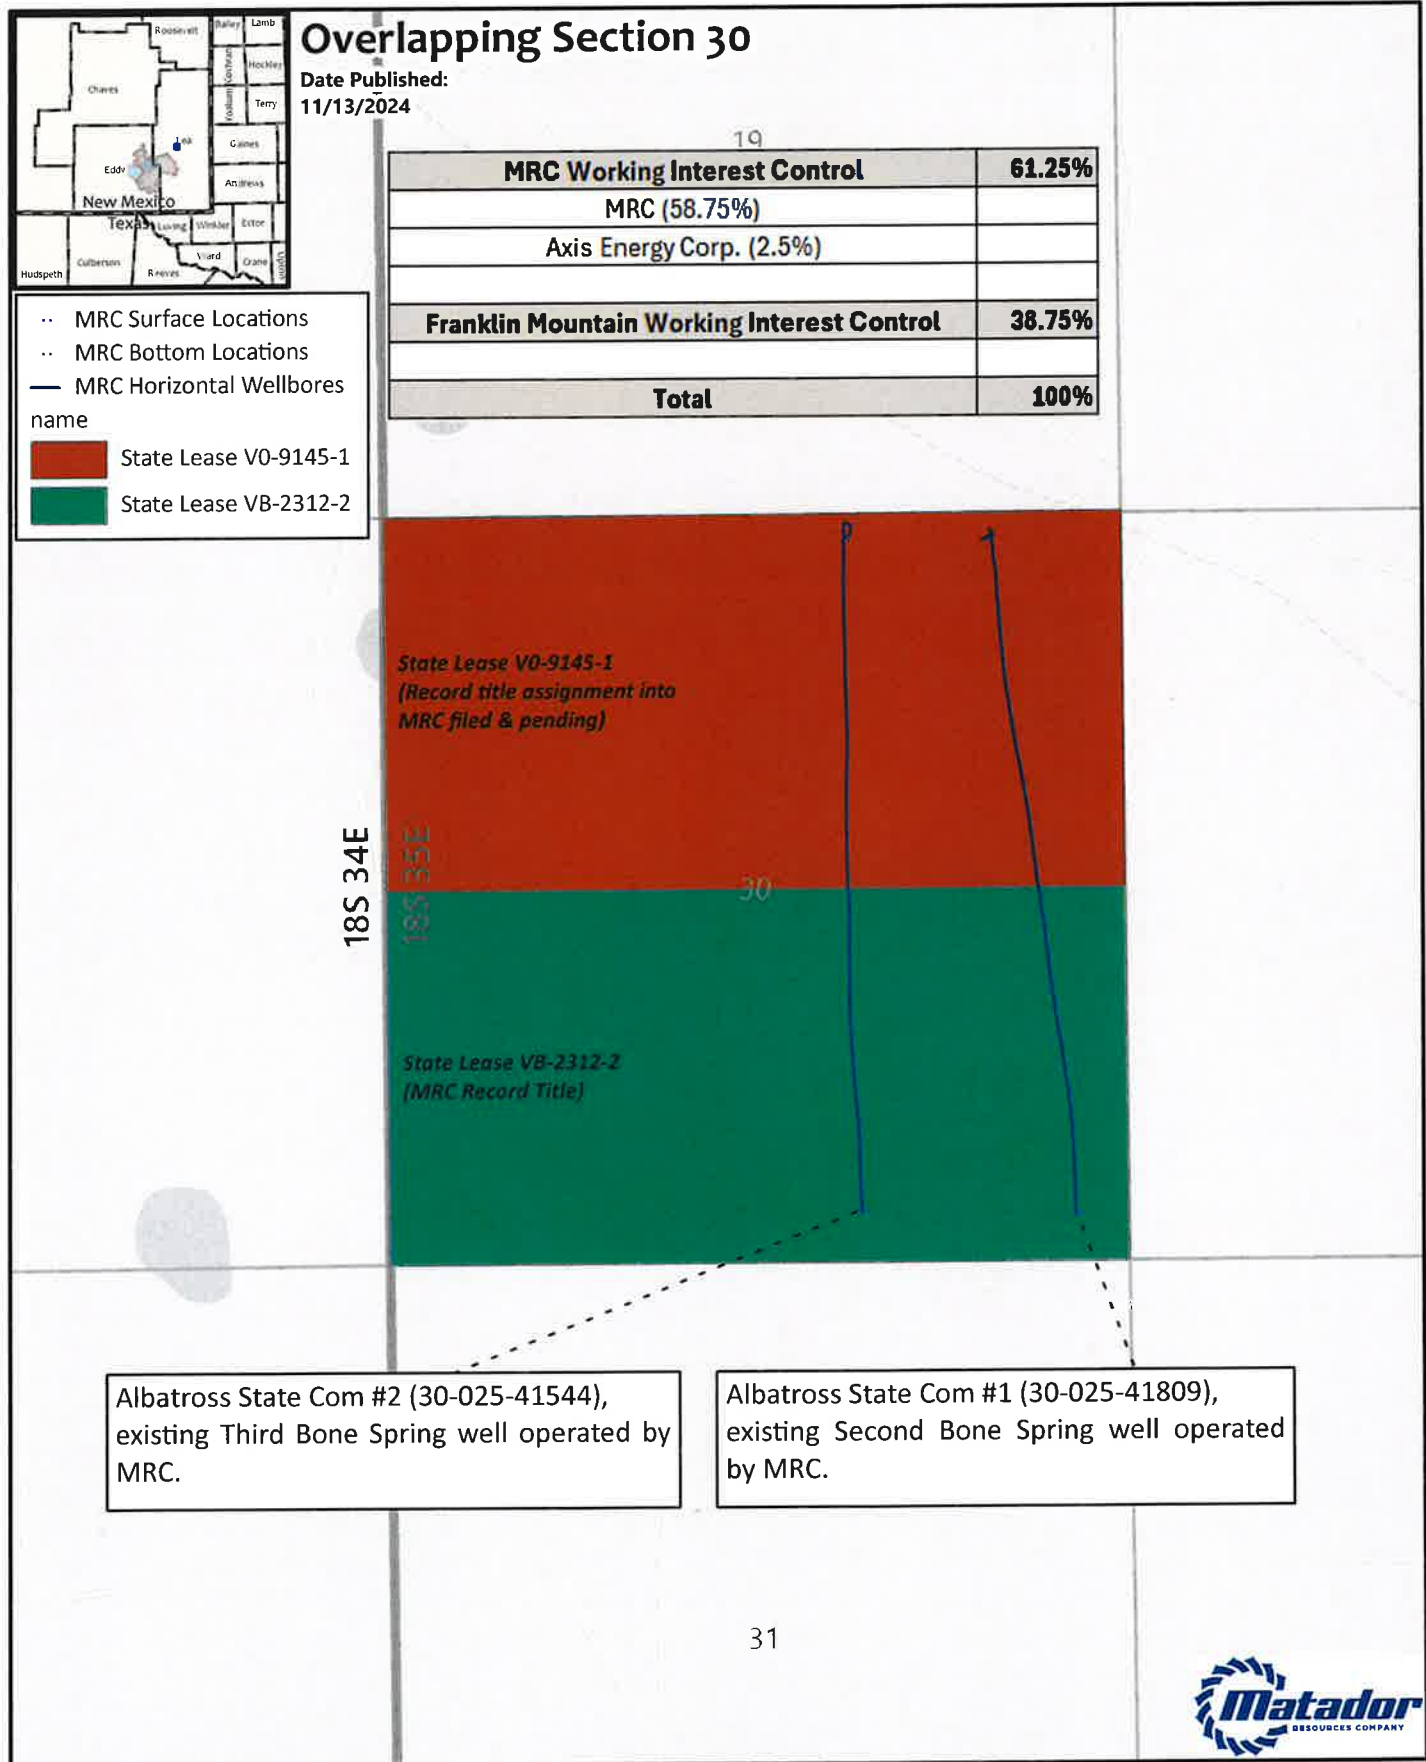 Overlapping Section 30
Date Published:
11/13/2024
Roosevelt
Bailey
Lamb
Cochran
Hockley
Chaves
Yoakum
Terry
Lea
Gaines
Eddy
Andrews
New Mexico
Texas
Loving
Winkler
Ector
Culberson
Ward
Crane
Upton
Hudspeth
Reeves
MRC Surface Locations
MRC Bottom Locations
MRC Horizontal Wellbores
name
State Lease V0-9145-1
State Lease VB-2312-2
19
MRC Working Interest Control 61.25%
MRC (58.75%)
Axis Energy Corp. (2.5%)
Franklin Mountain Working Interest Control 38.75%
Total 100%
State Lease V0-9145-1
(Record title assignment into
MRC filed & pending)
18S 34E
18S 35E
30
State Lease VB-2312-2
(MRC Record Title)
Albatross State Com #2 (30-025-41544),
existing Third Bone Spring well operated by
MRC.
Albatross State Com #1 (30-025-41809),
existing Second Bone Spring well operated
by MRC.
31
Matador
RESOURCES COMPANY